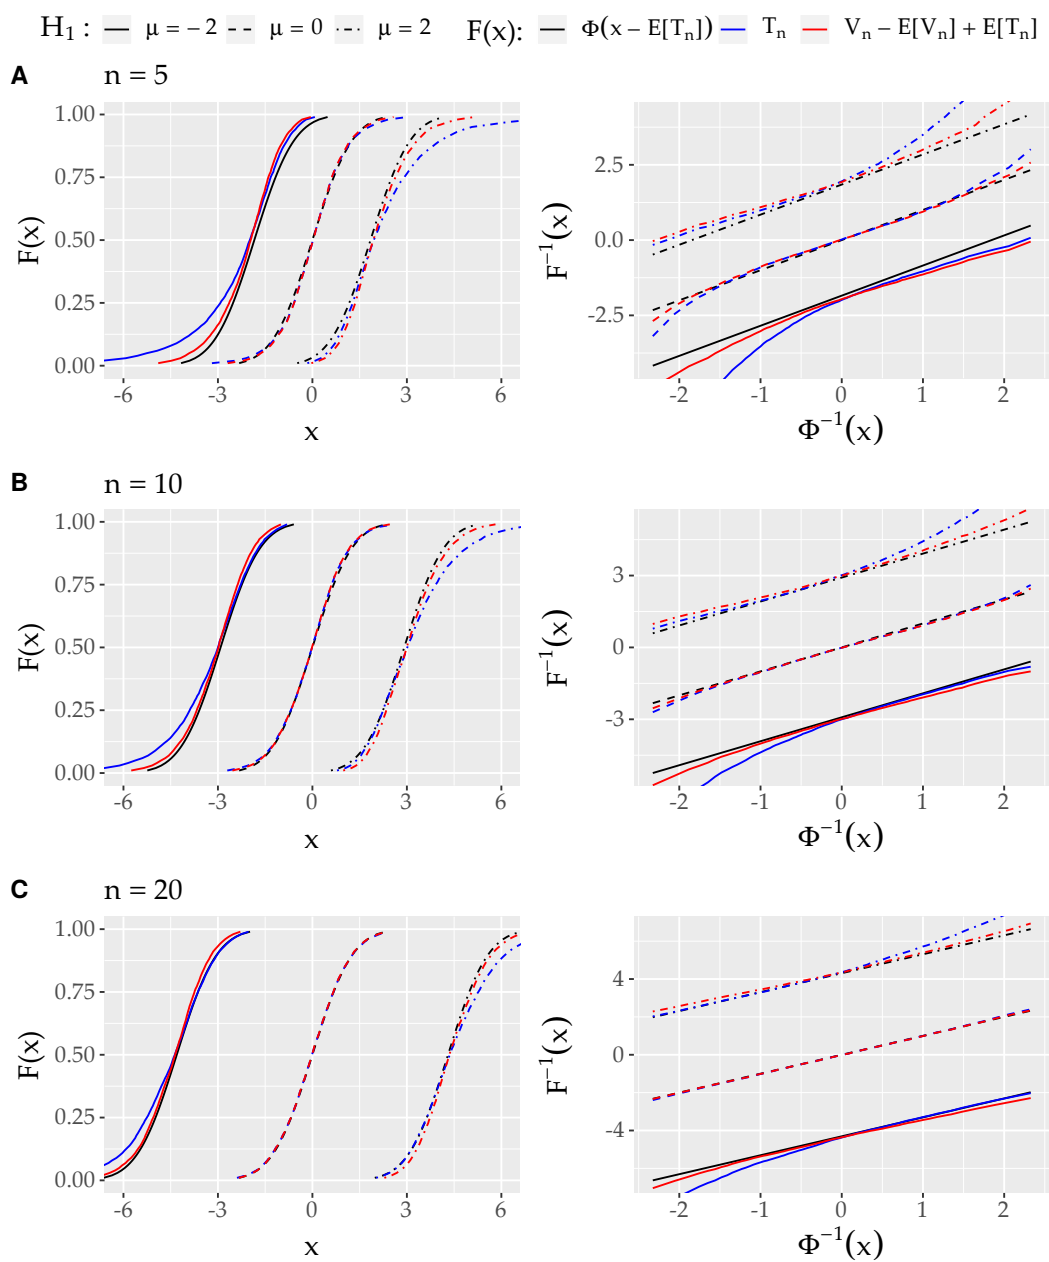 H₁ : μ = − 2 μ = 0 μ = 2 F(x): Φ(x − E[Tₙ]) Tₙ Vₙ − E[Vₙ] + E[Tₙ]
A n = 5
1.00
0.75
0.50
0.25
0.00
F(x)
-6 -3 0 3 6
x
2.5
0.0
-2.5
F⁻¹(x)
-2 -1 0 1 2
Φ⁻¹(x)
B n = 10
1.00
0.75
0.50
0.25
0.00
F(x)
-6 -3 0 3 6
x
3
0
-3
F⁻¹(x)
-2 -1 0 1 2
Φ⁻¹(x)
C n = 20
1.00
0.75
0.50
0.25
0.00
F(x)
-6 -3 0 3 6
x
4
0
-4
F⁻¹(x)
-2 -1 0 1 2
Φ⁻¹(x)